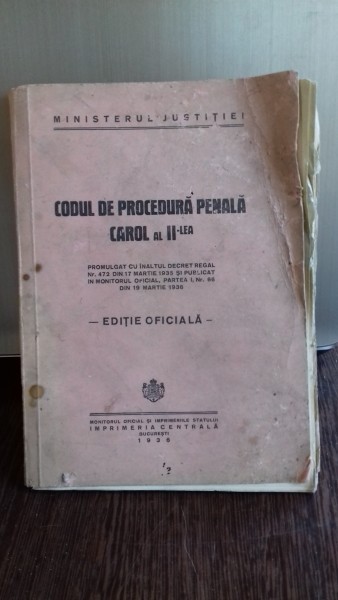 MINISTERUL JUSTIȚIEI
CODUL DE PROCEDURĂ PENALĂ
CAROL AL II-LEA
PROMULGAT CU ÎNALTUL DECRET REGAL
Nr. 472 DIN 17 MARTIE 1936 ȘI PUBLICAT
IN MONITORUL OFICIAL, PARTEA I, Nr. 66
DIN 19 MARTIE 1936
— EDIȚIE OFICIALĂ —
MONITORUL OFICIAL ȘI IMPRIMERIILE STATULUI
IMPRIMERIA CENTRALĂ
BUCUREȘTI
1936